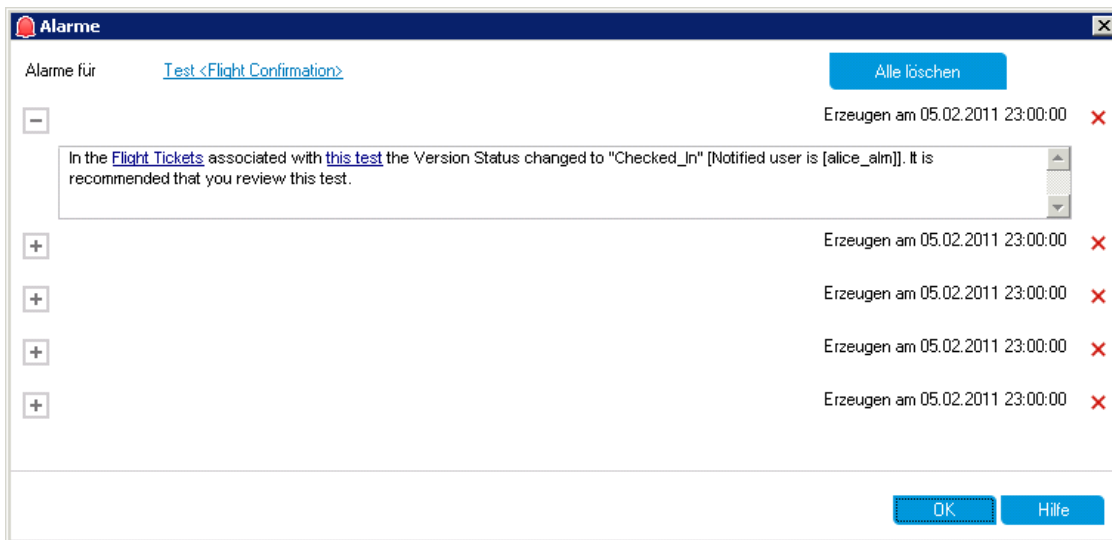 Alarme
Alarme für Test <Flight Confirmation> Alle löschen
Erzeugen am 05.02.2011 23:00:00
In the Flight Tickets associated with this test the Version Status changed to "Checked_In" [Notified user is [alice_alm]]. It is
recommended that you review this test.
Erzeugen am 05.02.2011 23:00:00
Erzeugen am 05.02.2011 23:00:00
Erzeugen am 05.02.2011 23:00:00
Erzeugen am 05.02.2011 23:00:00
OK Hilfe